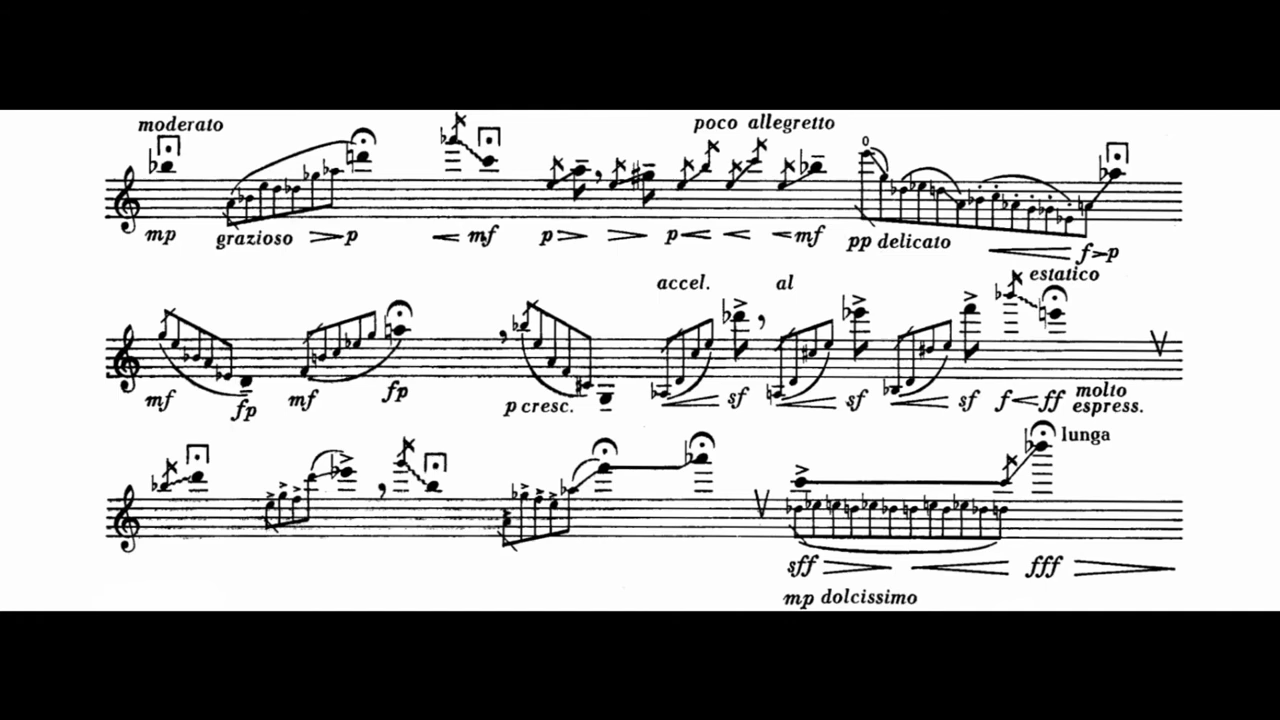 moderato
poco allegretto
0
mp grazioso p mf p p mf pp delicato f p
accel. al estatico
mf fp mf fp p cresc. sf sf sf f ff molto
espress.
lunga
sff fff
mp dolcissimo